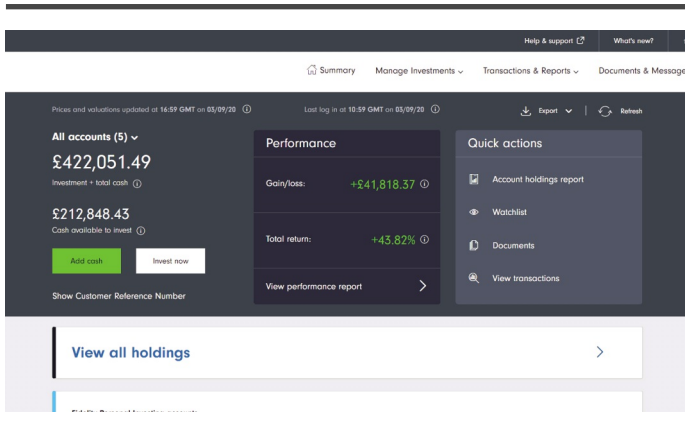 Help & support
What's new?
Summary
Manage Investments
Transactions & Reports
Documents & Message
Prices and valuations updated at 16:59 GMT on 03/09/20
Last log in at 10:59 GMT on 03/09/20
Export
Refresh
All accounts (5)
£422,051.49
Investment + total cash
£212,848.43
Cash available to invest
Add cash
Invest now
Show Customer Reference Number
Performance
Gain/loss:
+£41,818.37
Total return:
+43.82%
View performance report
Quick actions
Account holdings report
Watchlist
Documents
View transactions
View all holdings